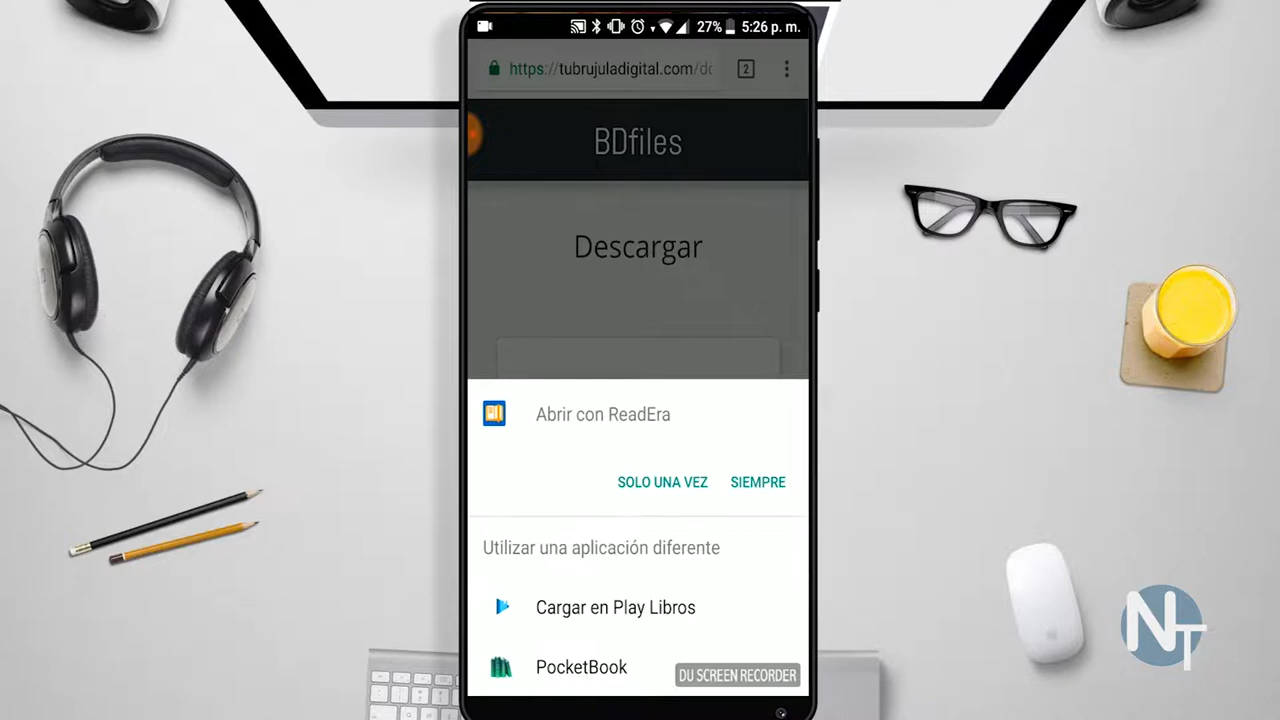 27% 5:26 p. m.
https://tubrujuladigital.com/dc
2
BDfiles
Descargar
Abrir con ReadEra
SOLO UNA VEZ SIEMPRE
Utilizar una aplicación diferente
Cargar en Play Libros
PocketBook
DU SCREEN RECORDER
NT